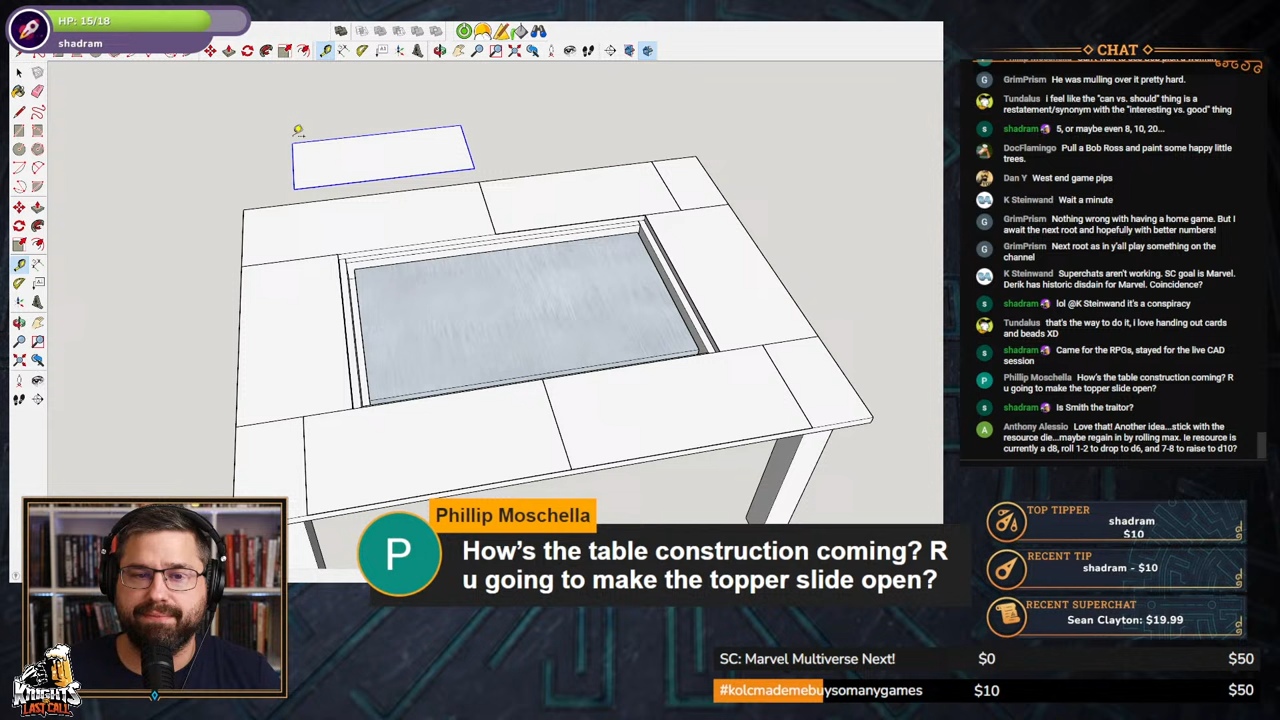 HP: 15/18
shadram
CHAT
GrimPrism He was mulling over it pretty hard.
Tundalus i feel like the "can vs. should" thing is a
restatement/synonym with the "interesting vs. good" thing
shadram 5, or maybe even 8, 10, 20...
DocFlamingo Pull a Bob Ross and paint some happy little
trees.
Dan Y West end game pips
K Steinwand Wait a minute
GrimPrism Nothing wrong with having a home game. But I
await the next root and hopefully with better numbers!
GrimPrism Next root as in y'all play something on the
channel
K Steinwand Superchats aren't working. SC goal is Marvel.
Derik has historic disdain for Marvel. Coincidence?
shadram lol @K Steinwand it's a conspiracy
Tundalus that's the way to do it, i love handing out cards
and beads XD
shadram Came for the RPGs, stayed for the live CAD
session
Phillip Moschella How's the table construction coming? R
u going to make the topper slide open?
shadram Is Smith the traitor?
Anthony Alessio Love that! Another idea...stick with the
resource die...maybe regain in by rolling max. Ie resource is
currently a d8, roll 1-2 to drop to d6, and 7-8 to raise to d10?
P
Phillip Moschella
How's the table construction coming? R
u going to make the topper slide open?
TOP TIPPER
shadram
$10
RECENT TIP
shadram - $10
RECENT SUPERCHAT
Sean Clayton: $19.99
SC: Marvel Multiverse Next! $0 $50
#kolcmademebuysomanygames $10 $50
KNIGHTS
OF LAST CALL